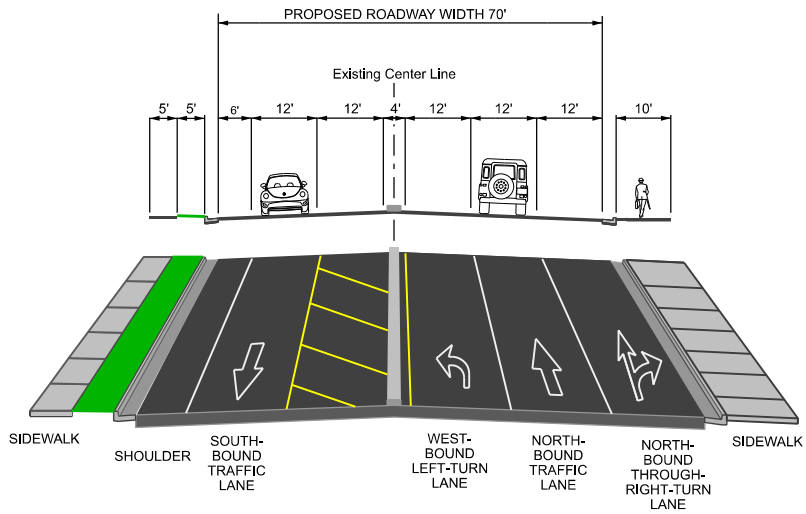 PROPOSED ROADWAY WIDTH 70'
Existing Center Line
5' 5' 6' 12' 12' 4' 12' 12' 12' 10'
SIDEWALK
SHOULDER
SOUTH-
BOUND
TRAFFIC
LANE
WEST-
BOUND
LEFT-TURN
LANE
NORTH-
BOUND
TRAFFIC
LANE
NORTH-
BOUND
THROUGH-
RIGHT-TURN
LANE
SIDEWALK